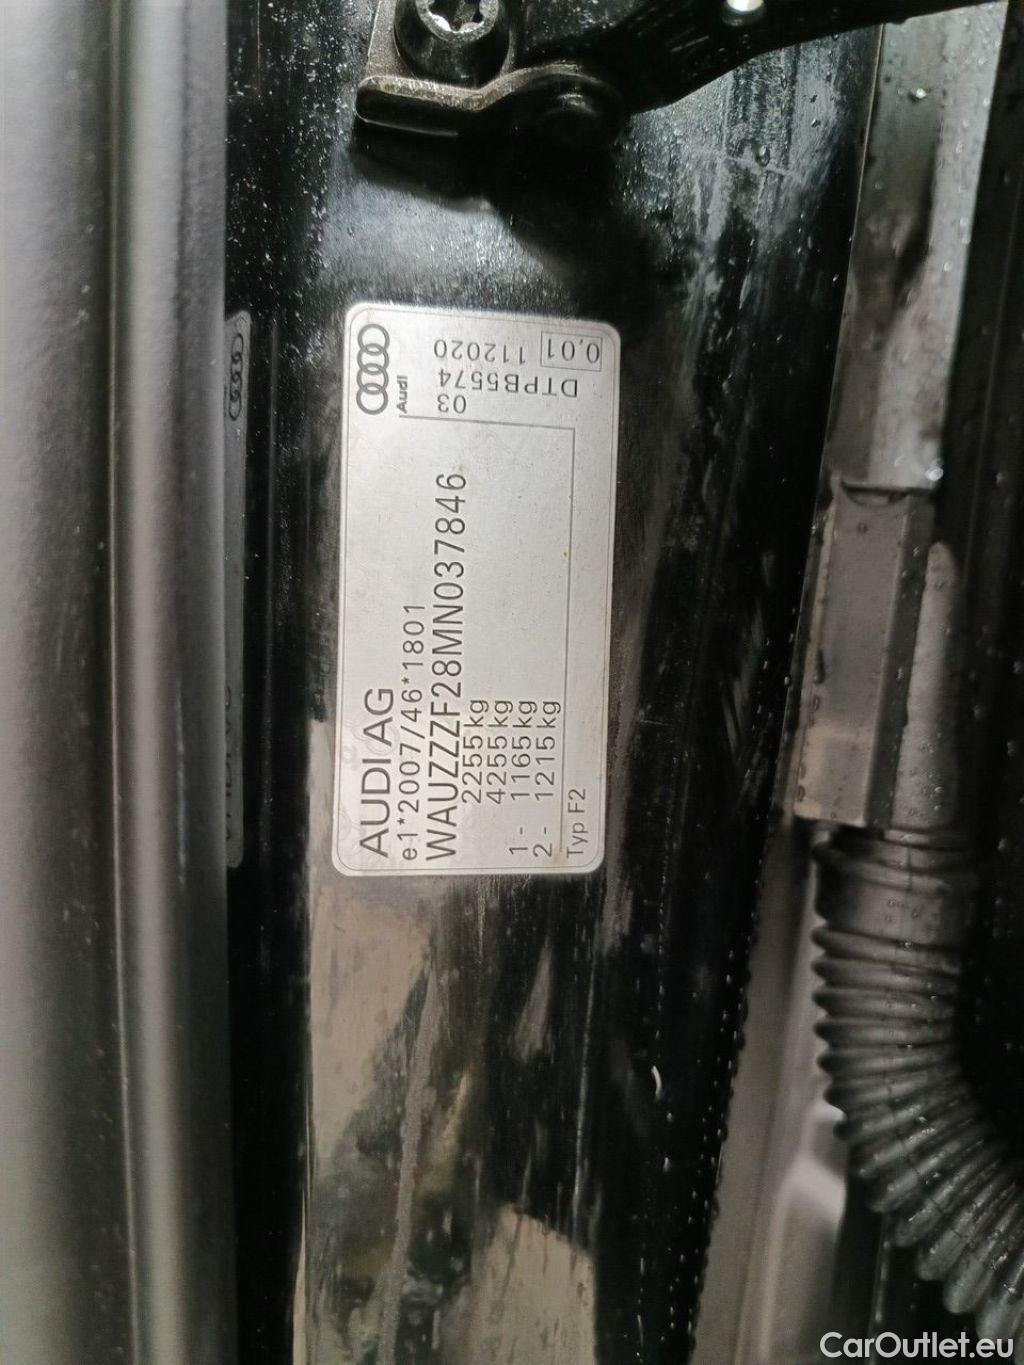 AUDI AG
e1*2007/46*1801
WAUZZZF28MN037846
2255kg
4255kg
1- 1165kg
2- 1215kg
Typ F2
Audi
03
112020
DTPB5574
0,01
CarOutlet.eu